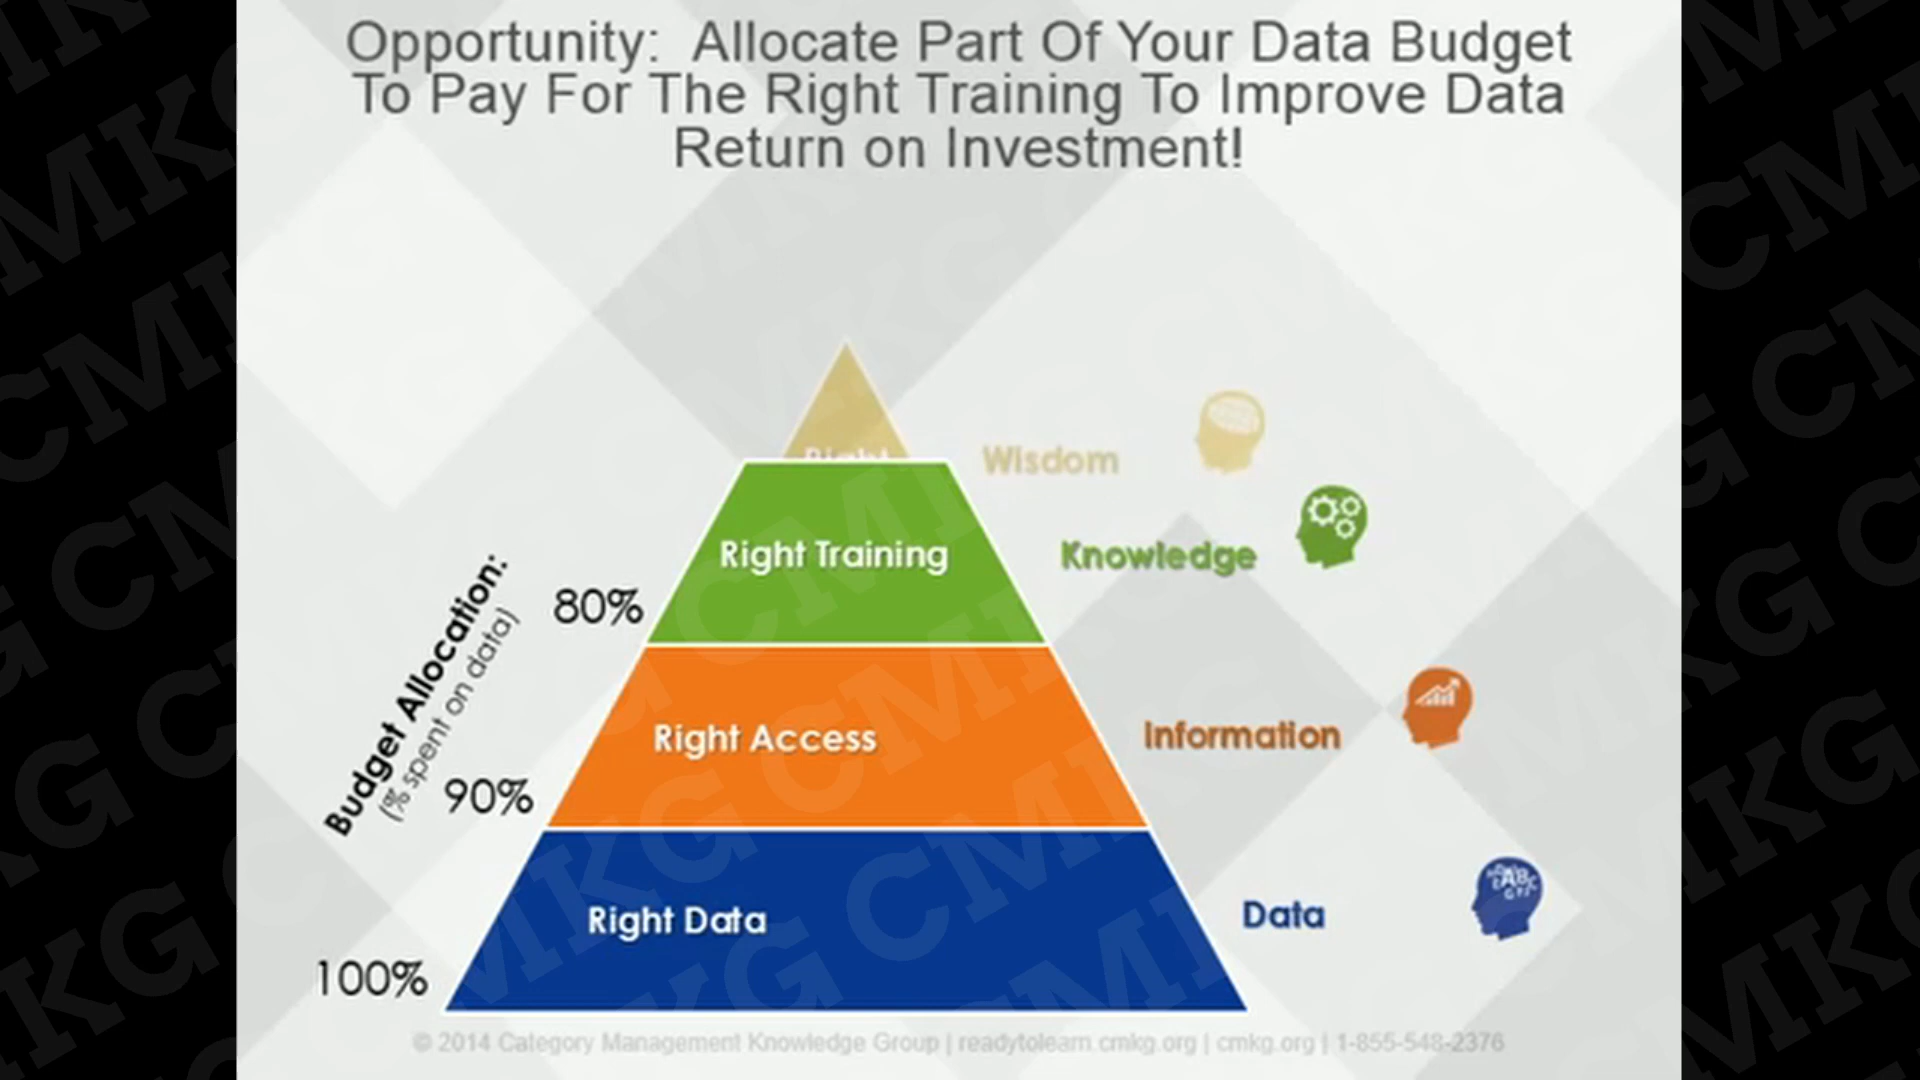 Opportunity: Allocate Part Of Your Data Budget
To Pay For The Right Training To Improve Data
Return on Investment!
Right
Wisdom
Right Training
Knowledge
Budget Allocation:
(% spent on data)
80%
Right Access
Information
90%
Right Data
Data
100%
© 2014 Category Management Knowledge Group | readytolearn.cmkg.org | cmkg.org | 1-855-548-2376
CMKG